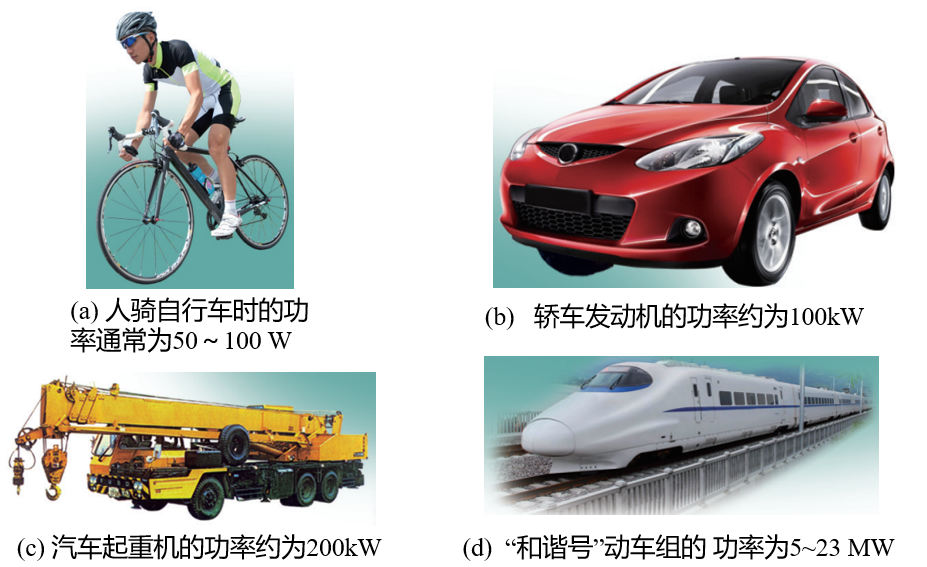 (a) 人骑自行车时的功
率通常为50～100 W
(b) 轿车发动机的功率约为100kW
(c) 汽车起重机的功率约为200kW
(d) “和谐号”动车组的 功率为5~23 MW